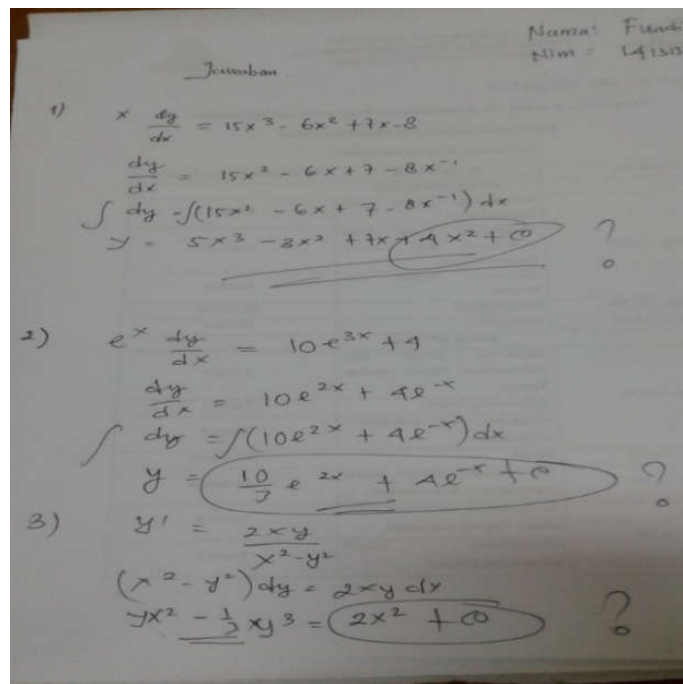 Nama: Fuadi
Nim =
Jawaban
1) x dy/dx = 15x³ - 6x² + 7x - 8
dy/dx = 15x² - 6x + 7 - 8x⁻¹
∫ dy = ∫(15x² - 6x + 7 - 8x⁻¹) dx
y = 5x³ - 3x² + 7x + 4x² + C
?
2) eˣ dy/dx = 10e³ˣ + 4
dy/dx = 10e²ˣ + 4e⁻ˣ
∫ dy = ∫(10e²ˣ + 4e⁻ˣ) dx
y = 10/3 e²ˣ + 4e⁻ˣ + C
?
3) y' = 2xy/x²-y²
(x² - y²) dy = 2xy dx
yx² - 1/3 xy³ = 2x² + C
?